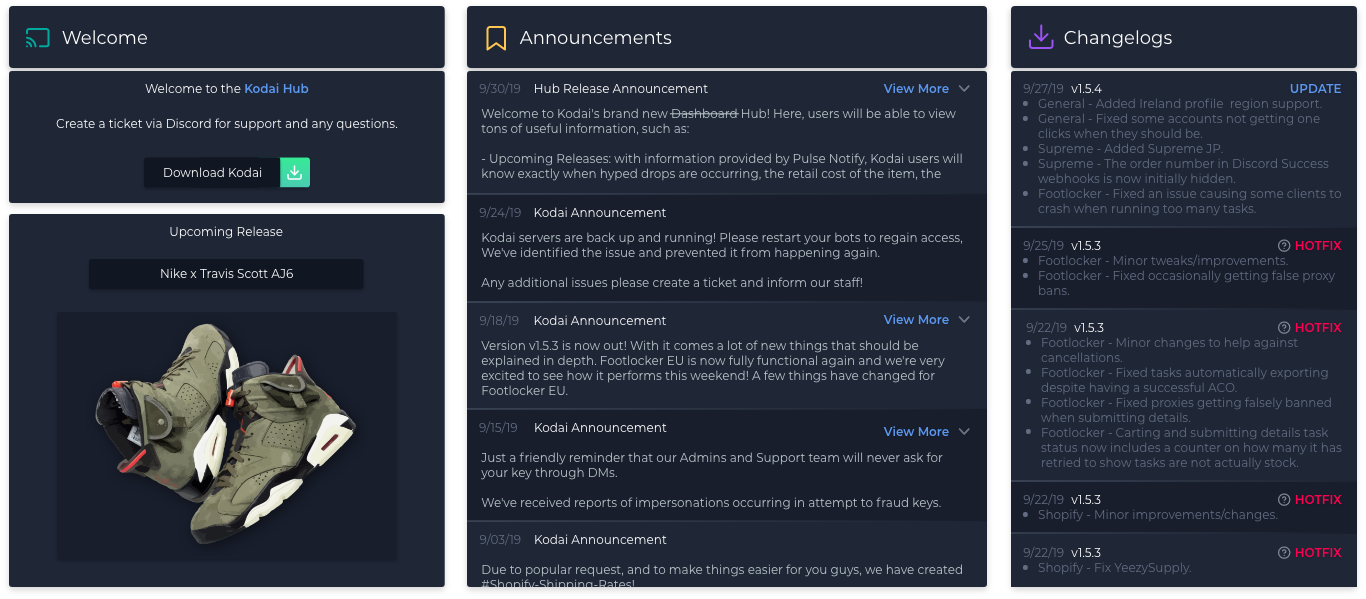 Welcome
Welcome to the Kodai Hub
Create a ticket via Discord for support and any questions.
Download Kodai
Upcoming Release
Nike x Travis Scott AJ6
Announcements
9/30/19 Hub Release Announcement View More
Welcome to Kodai's brand new Dashboard Hub! Here, users will be able to view
tons of useful information, such as:
- Upcoming Releases: with information provided by Pulse Notify, Kodai users will
know exactly when hyped drops are occurring, the retail cost of the item, the
9/24/19 Kodai Announcement
Kodai servers are back up and running! Please restart your bots to regain access,
We've identified the issue and prevented it from happening again.
Any additional issues please create a ticket and inform our staff!
9/18/19 Kodai Announcement View More
Version v1.5.3 is now out! With it comes a lot of new things that should be
explained in depth. Footlocker EU is now fully functional again and we're very
excited to see how it performs this weekend! A few things have changed for
Footlocker EU.
9/15/19 Kodai Announcement View More
Just a friendly reminder that our Admins and Support team will never ask for
your key through DMs.
We've received reports of impersonations occurring in attempt to fraud keys.
9/03/19 Kodai Announcement
Due to popular request, and to make things easier for you guys, we have created
#Shopify-Shipping-Rates!
Changelogs
9/27/19 v1.5.4 UPDATE
• General - Added Ireland profile region support.
• General - Fixed some accounts not getting one
clicks when they should be.
• Supreme - Added Supreme JP.
• Supreme - The order number in Discord Success
webhooks is now initially hidden.
• Footlocker - Fixed an issue causing some clients to
crash when running too many tasks.
9/25/19 v1.5.3 ? HOTFIX
• Footlocker - Minor tweaks/improvements.
• Footlocker - Fixed occasionally getting false proxy
bans.
9/22/19 v1.5.3 ? HOTFIX
• Footlocker - Minor changes to help against
cancellations.
• Footlocker - Fixed tasks automatically exporting
despite having a successful ACO.
• Footlocker - Fixed proxies getting falsely banned
when submitting details.
• Footlocker - Carting and submitting details task
status now includes a counter on how many it has
retried to show tasks are not actually stock.
9/22/19 v1.5.3 ? HOTFIX
• Shopify - Minor improvements/changes.
9/22/19 v1.5.3 ? HOTFIX
• Shopify - Fix YeezySupply.